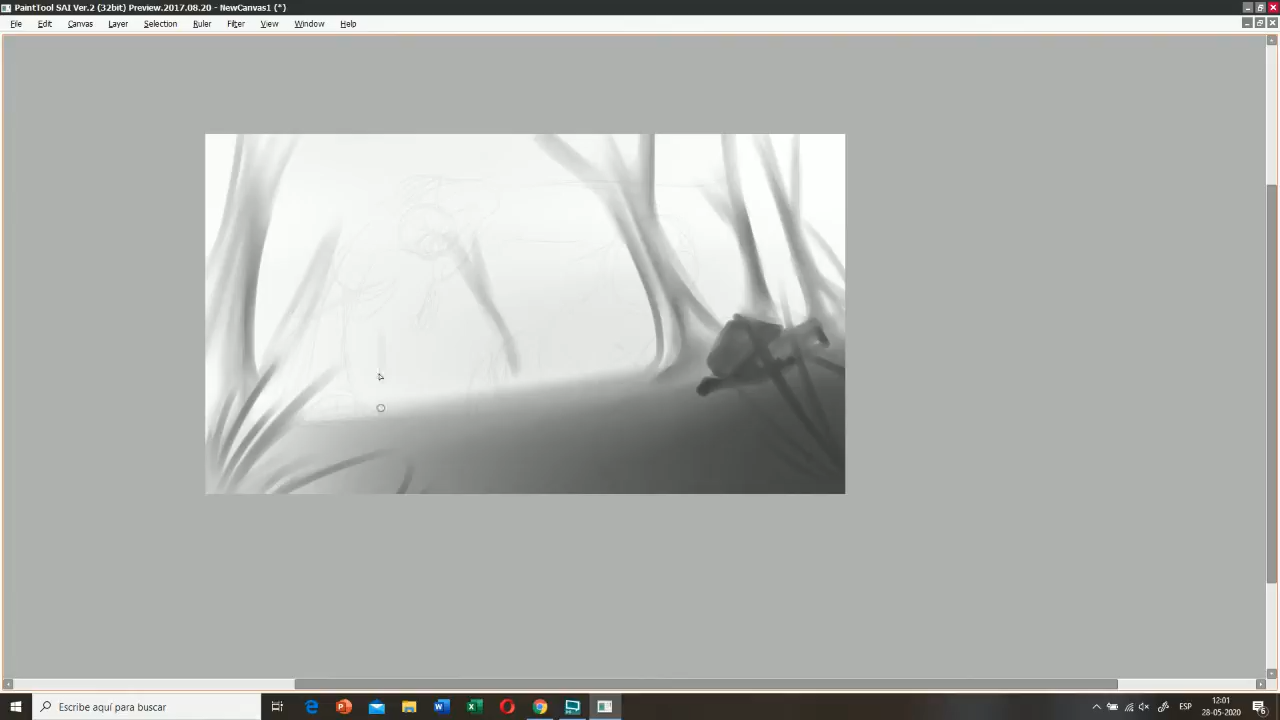 PaintTool SAI Ver.2 (32bit) Preview.2017.08.20 - NewCanvas1 (*)
File Edit Canvas Layer Selection Ruler Filter View Window Help
Escribe aquí para buscar
ESP
12:01
28-05-2020
6